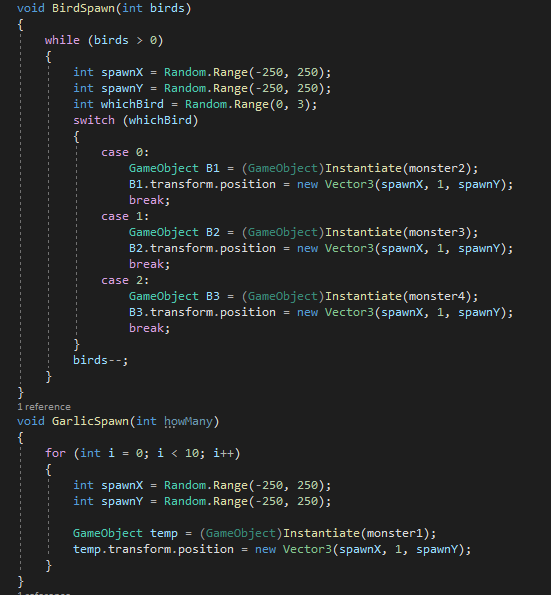 void BirdSpawn(int birds)
{
while (birds > 0)
{
int spawnX = Random.Range(-250, 250);
int spawnY = Random.Range(-250, 250);
int whichBird = Random.Range(0, 3);
switch (whichBird)
{
case 0:
GameObject B1 = (GameObject)Instantiate(monster2);
B1.transform.position = new Vector3(spawnX, 1, spawnY);
break;
case 1:
GameObject B2 = (GameObject)Instantiate(monster3);
B2.transform.position = new Vector3(spawnX, 1, spawnY);
break;
case 2:
GameObject B3 = (GameObject)Instantiate(monster4);
B3.transform.position = new Vector3(spawnX, 1, spawnY);
break;
}
birds--;
}
}
1 reference
void GarlicSpawn(int howMany)
{
for (int i = 0; i < 10; i++)
{
int spawnX = Random.Range(-250, 250);
int spawnY = Random.Range(-250, 250);
GameObject temp = (GameObject)Instantiate(monster1);
temp.transform.position = new Vector3(spawnX, 1, spawnY);
}
}
1 reference